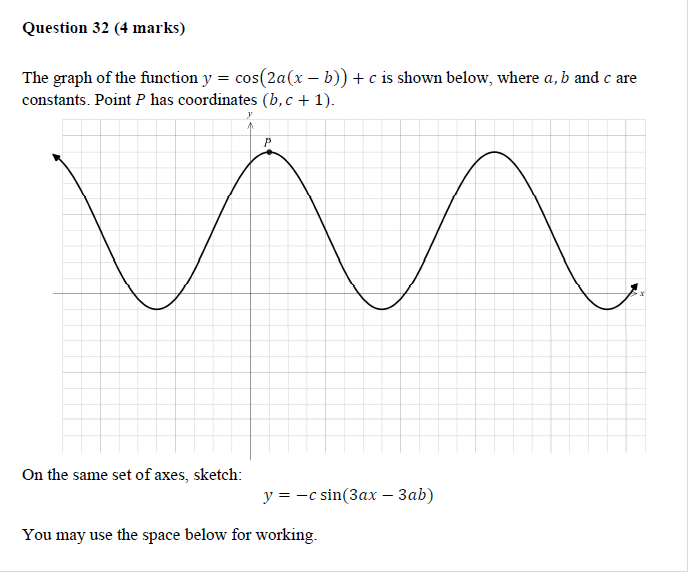 Question 32 (4 marks)
The graph of the function y = cos(2a(x − b)) + c is shown below, where a, b and c are
constants. Point P has coordinates (b, c + 1).
y
P
x
On the same set of axes, sketch:
y = −c sin(3ax − 3ab)
You may use the space below for working.